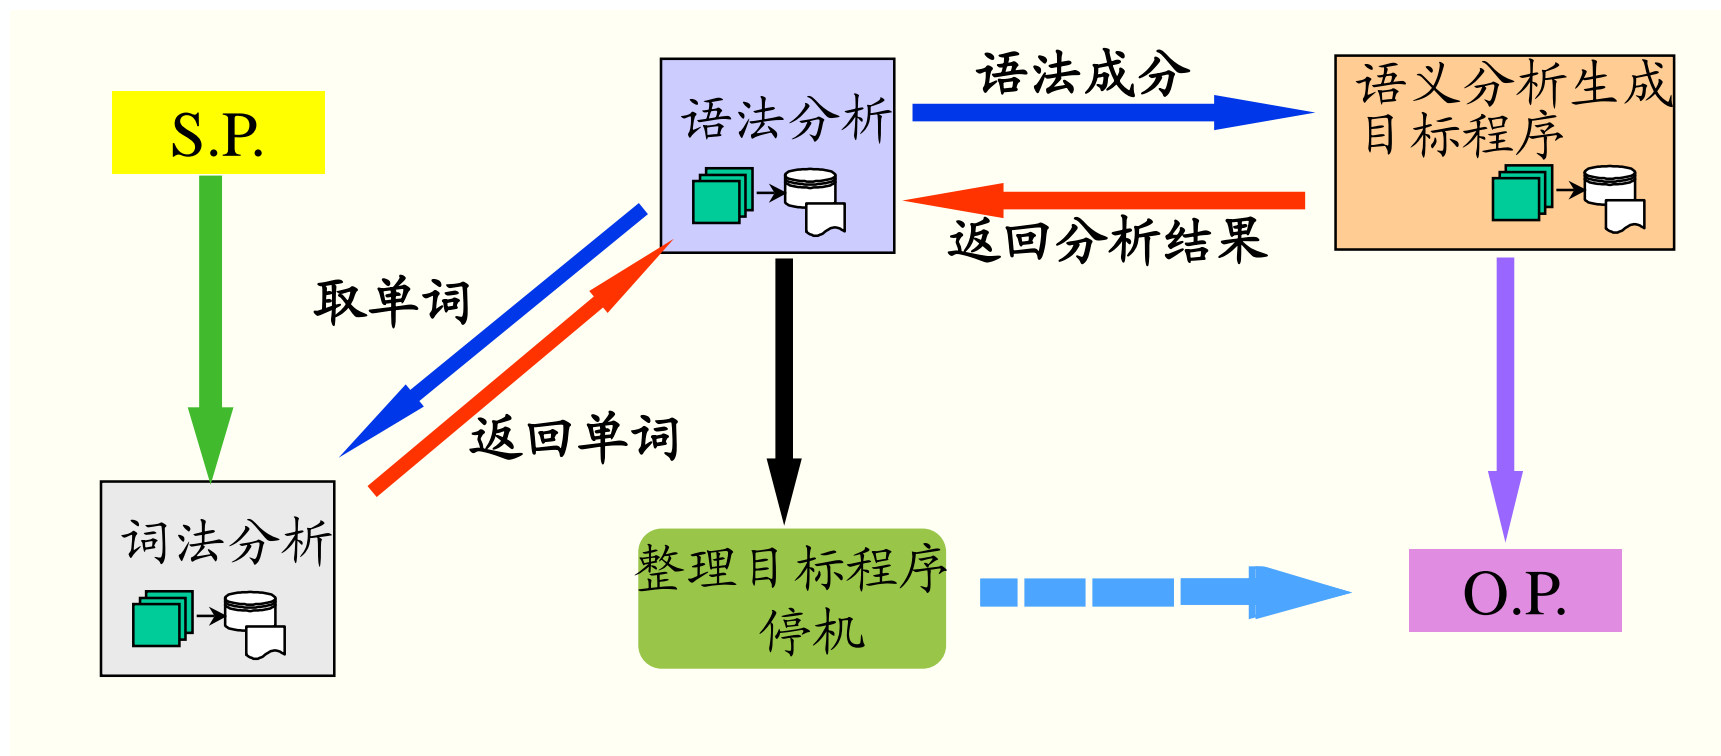 S.P.
语法分析
语法成分
语义分析生成
目标程序
返回分析结果
取单词
返回单词
词法分析
整理目标程序
停机
O.P.